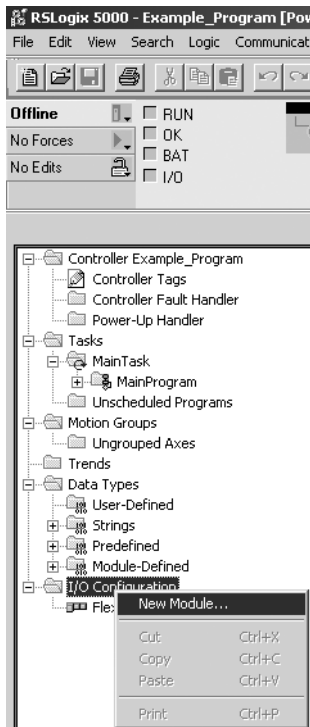 RSLogix 5000 - Example_Program [Pow
File Edit View Search Logic Communicat
Offline
RUN
No Forces
OK
No Edits
BAT
I/O
Controller Example_Program
Controller Tags
Controller Fault Handler
Power-Up Handler
Tasks
MainTask
MainProgram
Unscheduled Programs
Motion Groups
Ungrouped Axes
Trends
Data Types
User-Defined
Strings
Predefined
Module-Defined
I/O Configuration
Flex
New Module...
Cut Ctrl+X
Copy Ctrl+C
Paste Ctrl+V
Print Ctrl+P